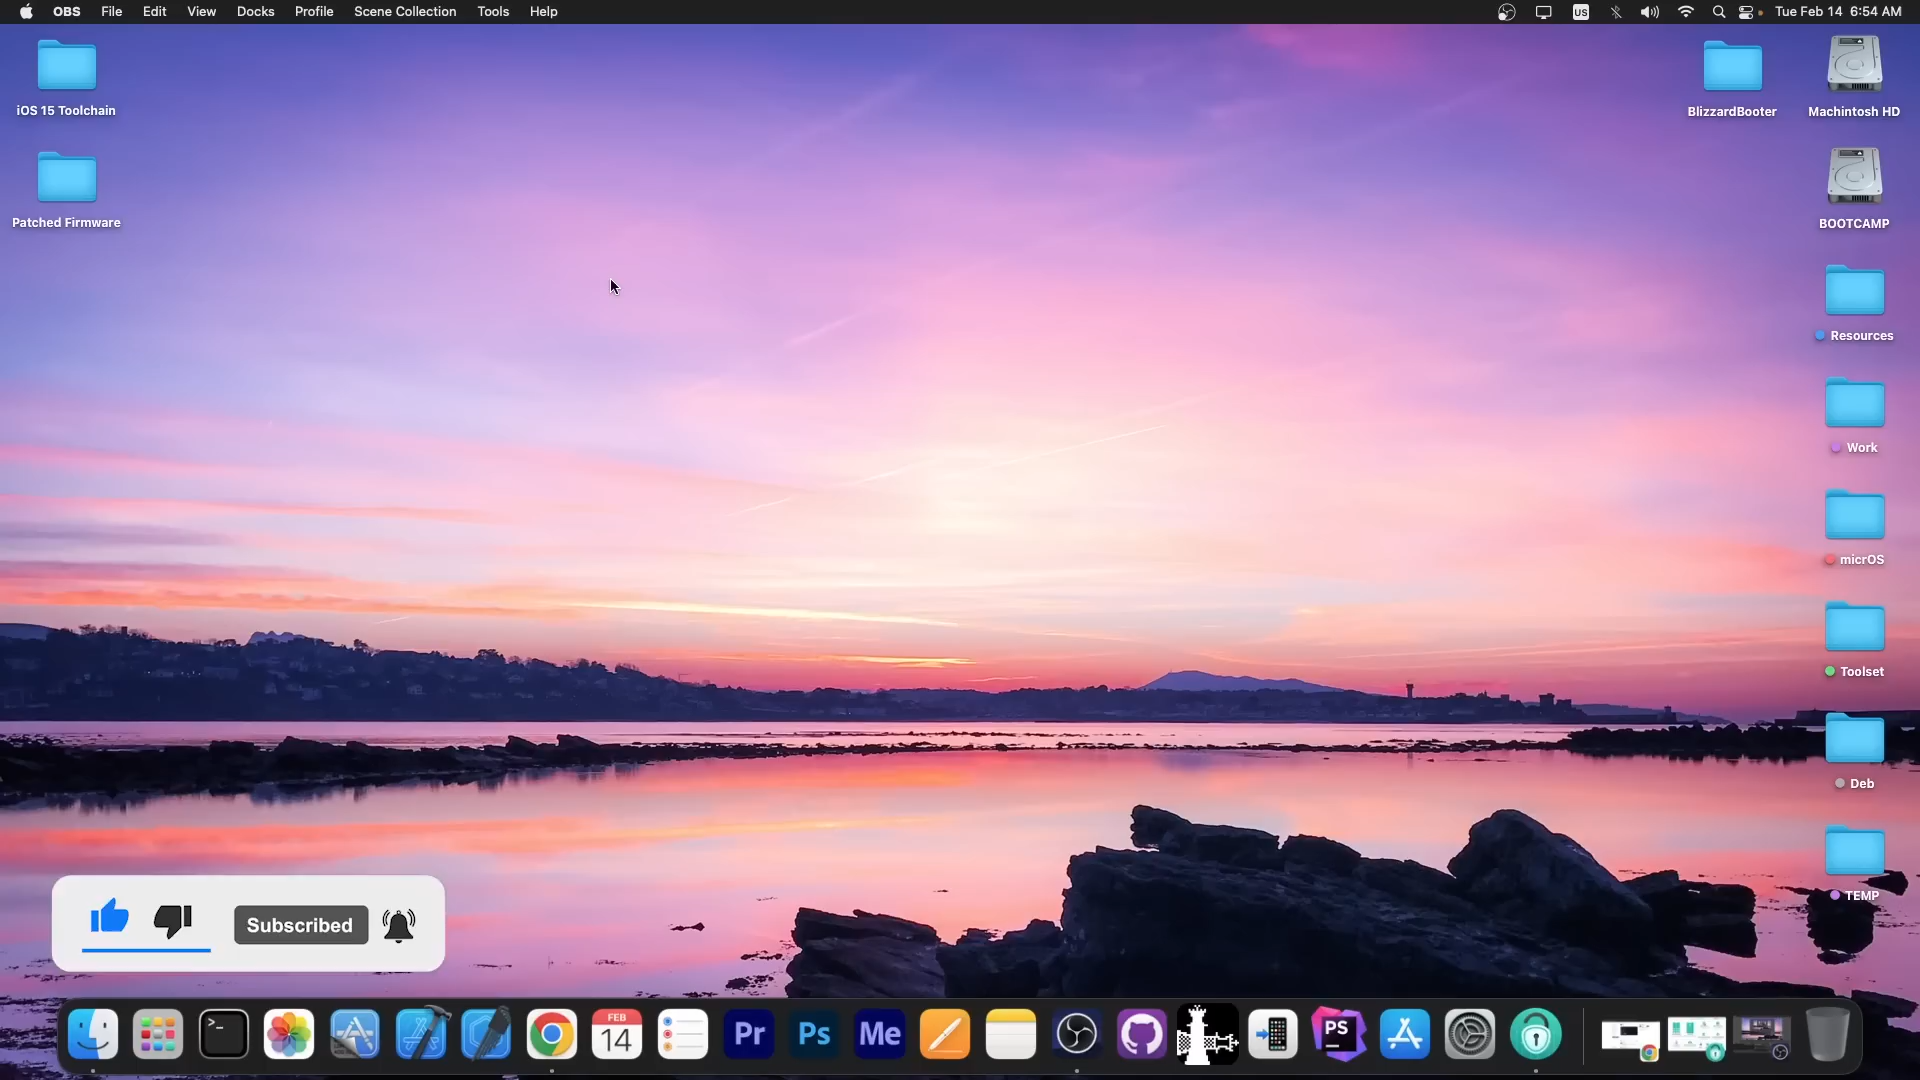 OBS File Edit View Docks Profile Scene Collection Tools Help US Tue Feb 14 6:54 AM
iOS 15 Toolchain
BlizzardBooter
Machintosh HD
Patched Firmware
BOOTCAMP
Resources
Work
micrOS
Toolset
Deb
TEMP
Subscribed
>_
FEB
14
Pr
Ps
Me
PS